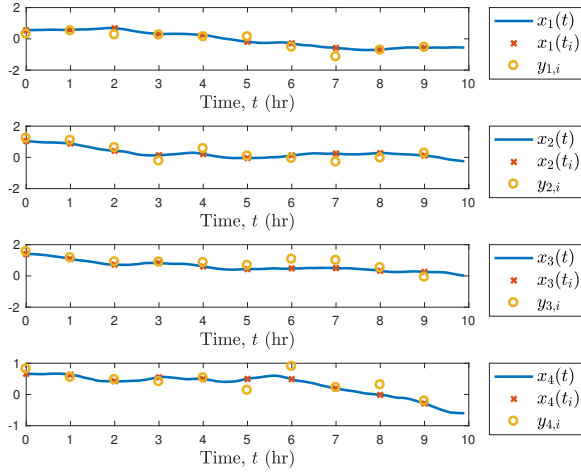 2
0
-2
0 1 2 3 4 5 6 7 8 9 10
Time, t (hr)
x₁(t)
x₁(tᵢ)
y₁,ᵢ
2
0
-2
0 1 2 3 4 5 6 7 8 9 10
Time, t (hr)
x₂(t)
x₂(tᵢ)
y₂,ᵢ
2
0
-2
0 1 2 3 4 5 6 7 8 9 10
Time, t (hr)
x₃(t)
x₃(tᵢ)
y₃,ᵢ
1
0
-1
0 1 2 3 4 5 6 7 8 9 10
Time, t (hr)
x₄(t)
x₄(tᵢ)
y₄,ᵢ